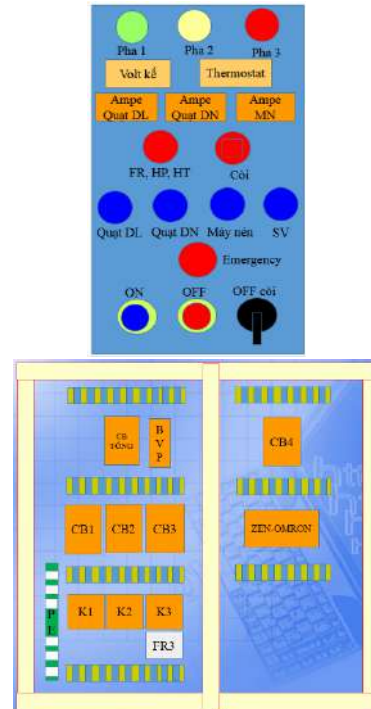 Pha 1 Pha 2 Pha 3
Volt kế Thermostat
Ampe Quạt DL
Ampe Quạt DN
Ampe MN
FR, HP, HT Còi
Quạt DL Quạt DN Máy nén SV
Emergency
ON OFF OFF còi
CB TỔNG
B
V
P
CB4
CB1 CB2 CB3 ZEN-OMRON
PE
K1 K2 K3
FR3